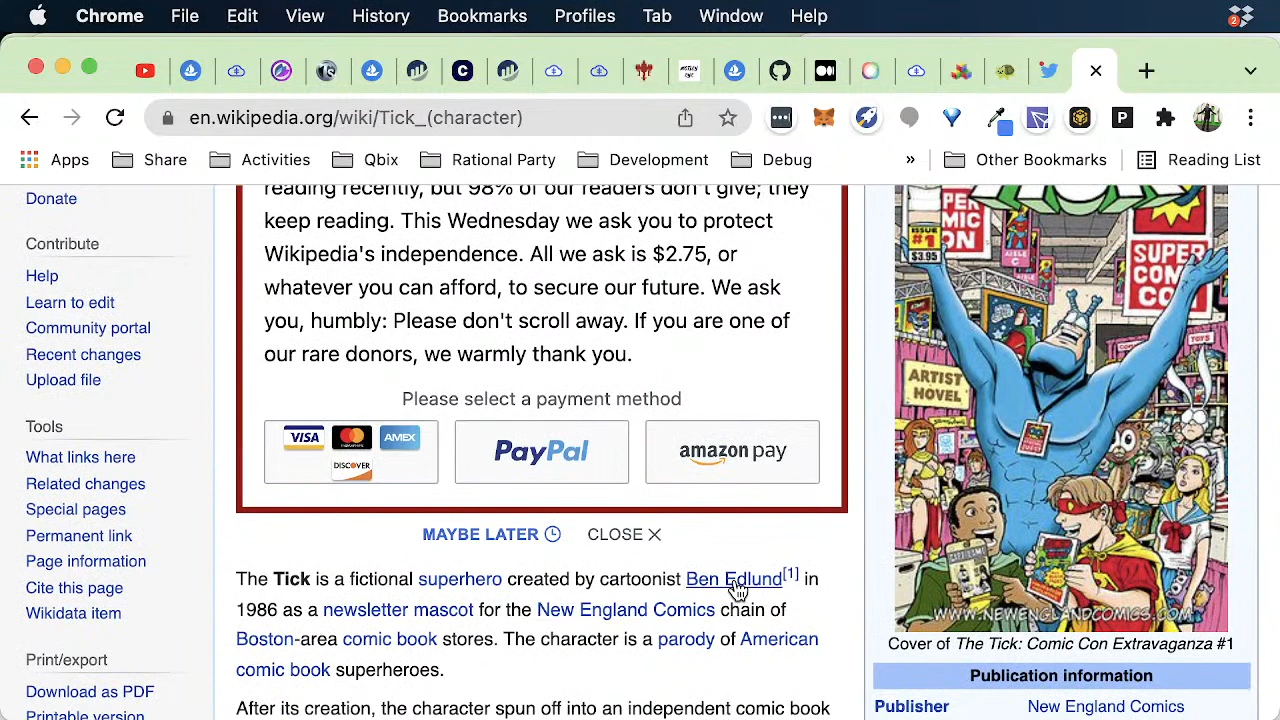 Chrome File Edit View History Bookmarks Profiles Tab Window Help
2
en.wikipedia.org/wiki/Tick_(character)
P
Apps Share Activities Qbix Rational Party Development Debug » Other Bookmarks Reading List
Donate
Contribute
Help
Learn to edit
Community portal
Recent changes
Upload file
Tools
What links here
Related changes
Special pages
Permanent link
Page information
Cite this page
Wikidata item
Print/export
Download as PDF
Printable version
reading recently, but 98% of our readers don't give; they
keep reading. This Wednesday we ask you to protect
Wikipedia's independence. All we ask is $2.75, or
whatever you can afford, to secure our future. We ask
you, humbly: Please don't scroll away. If you are one of
our rare donors, we warmly thank you.
Please select a payment method
VISA AMEX
DISCOVER
PayPal
amazon pay
MAYBE LATER CLOSE
The Tick is a fictional superhero created by cartoonist Ben Edlund[1] in
1986 as a newsletter mascot for the New England Comics chain of
Boston-area comic book stores. The character is a parody of American
comic book superheroes.
After its creation, the character spun off into an independent comic book
ISSUE
#1
$3.95
SUPER
COMIC
CON
ARTIST
NOVEL
TOYS
WWW.NEWENGLANDCOMICS.COM
Cover of The Tick: Comic Con Extravaganza #1
Publication information
Publisher New England Comics